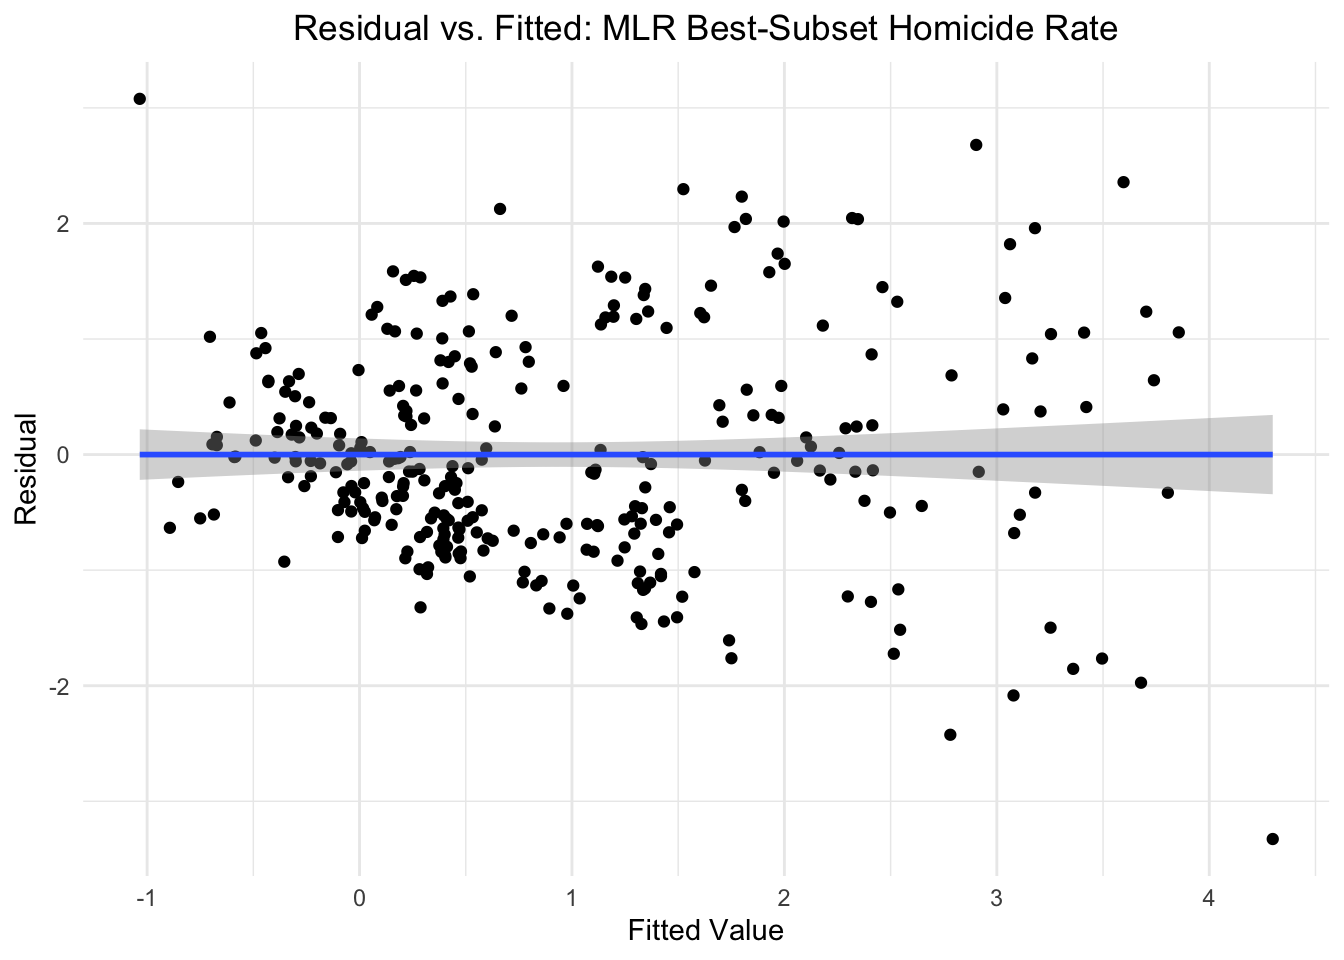 Residual vs. Fitted: MLR Best-Subset Homicide Rate
Residual
2
0
-2
-1 0 1 2 3 4
Fitted Value